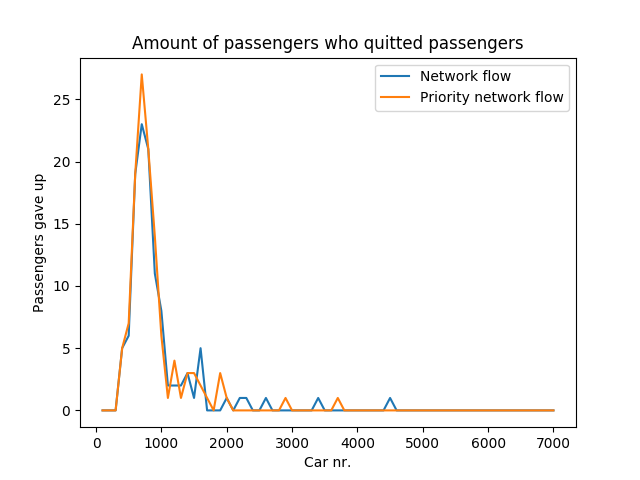 Amount of passengers who quitted passengers
Network flow
Priority network flow
Passengers gave up
25
20
15
10
5
0
0 1000 2000 3000 4000 5000 6000 7000
Car nr.